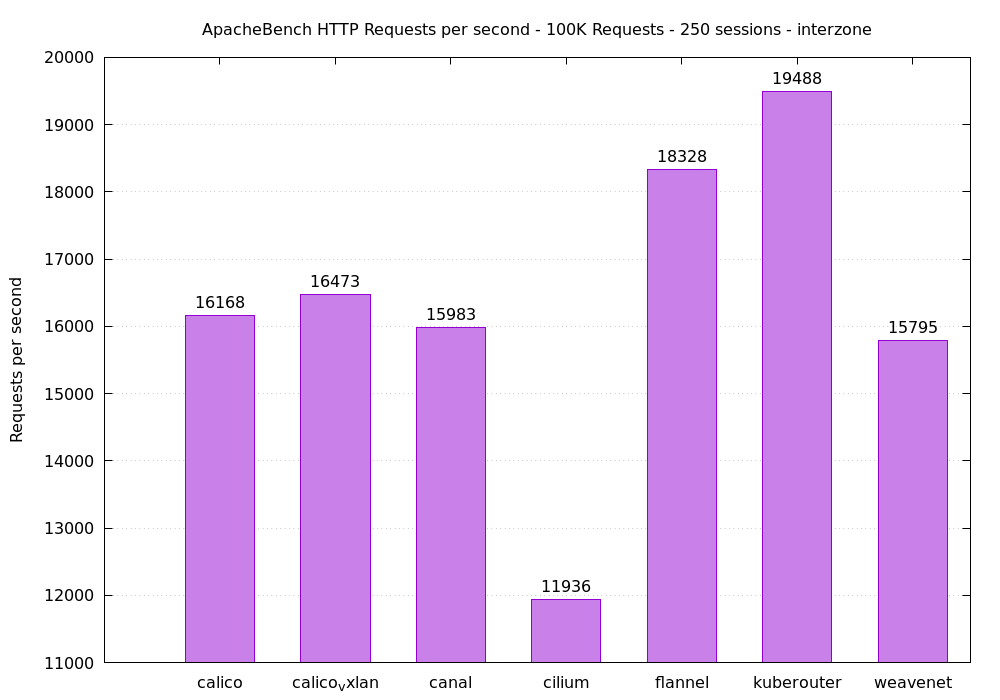 ApacheBench HTTP Requests per second - 100K Requests - 250 sessions - interzone
Requests per second
20000
19000
18000
17000
16000
15000
14000
13000
12000
11000
16168
16473
15983
11936
18328
19488
15795
calico
calicovxlan
canal
cilium
flannel
kuberouter
weavenet